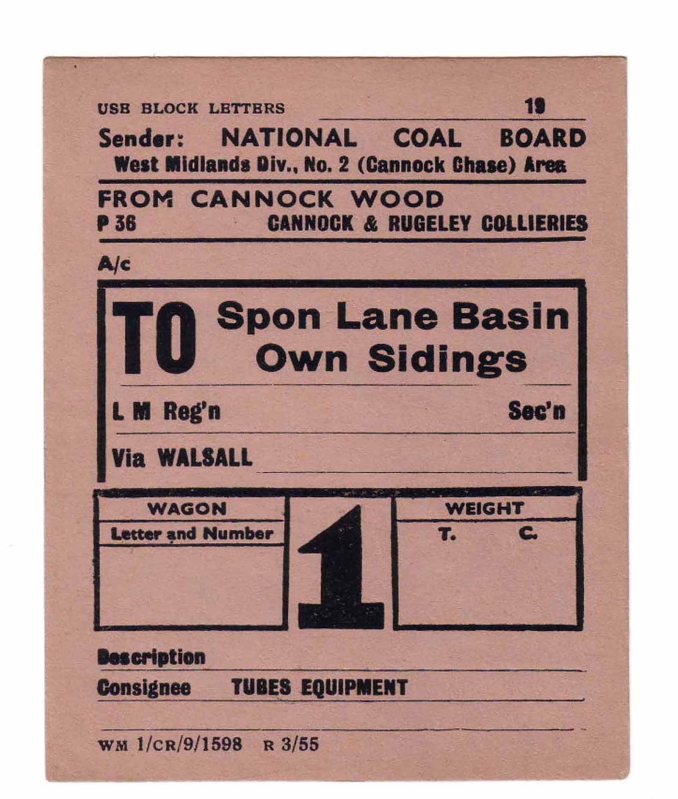 USE BLOCK LETTERS 19
Sender: NATIONAL COAL BOARD
West Midlands Div., No. 2 (Cannock Chase) Area
FROM CANNOCK WOOD
P 36 CANNOCK & RUGELEY COLLIERIES
A/c
TO Spon Lane Basin
Own Sidings
L M Reg'n Sec'n
Via WALSALL
WAGON
Letter and Number
1
WEIGHT
T. C.
Description
Consignee TUBES EQUIPMENT
WM 1/CR/9/1598 R 3/55